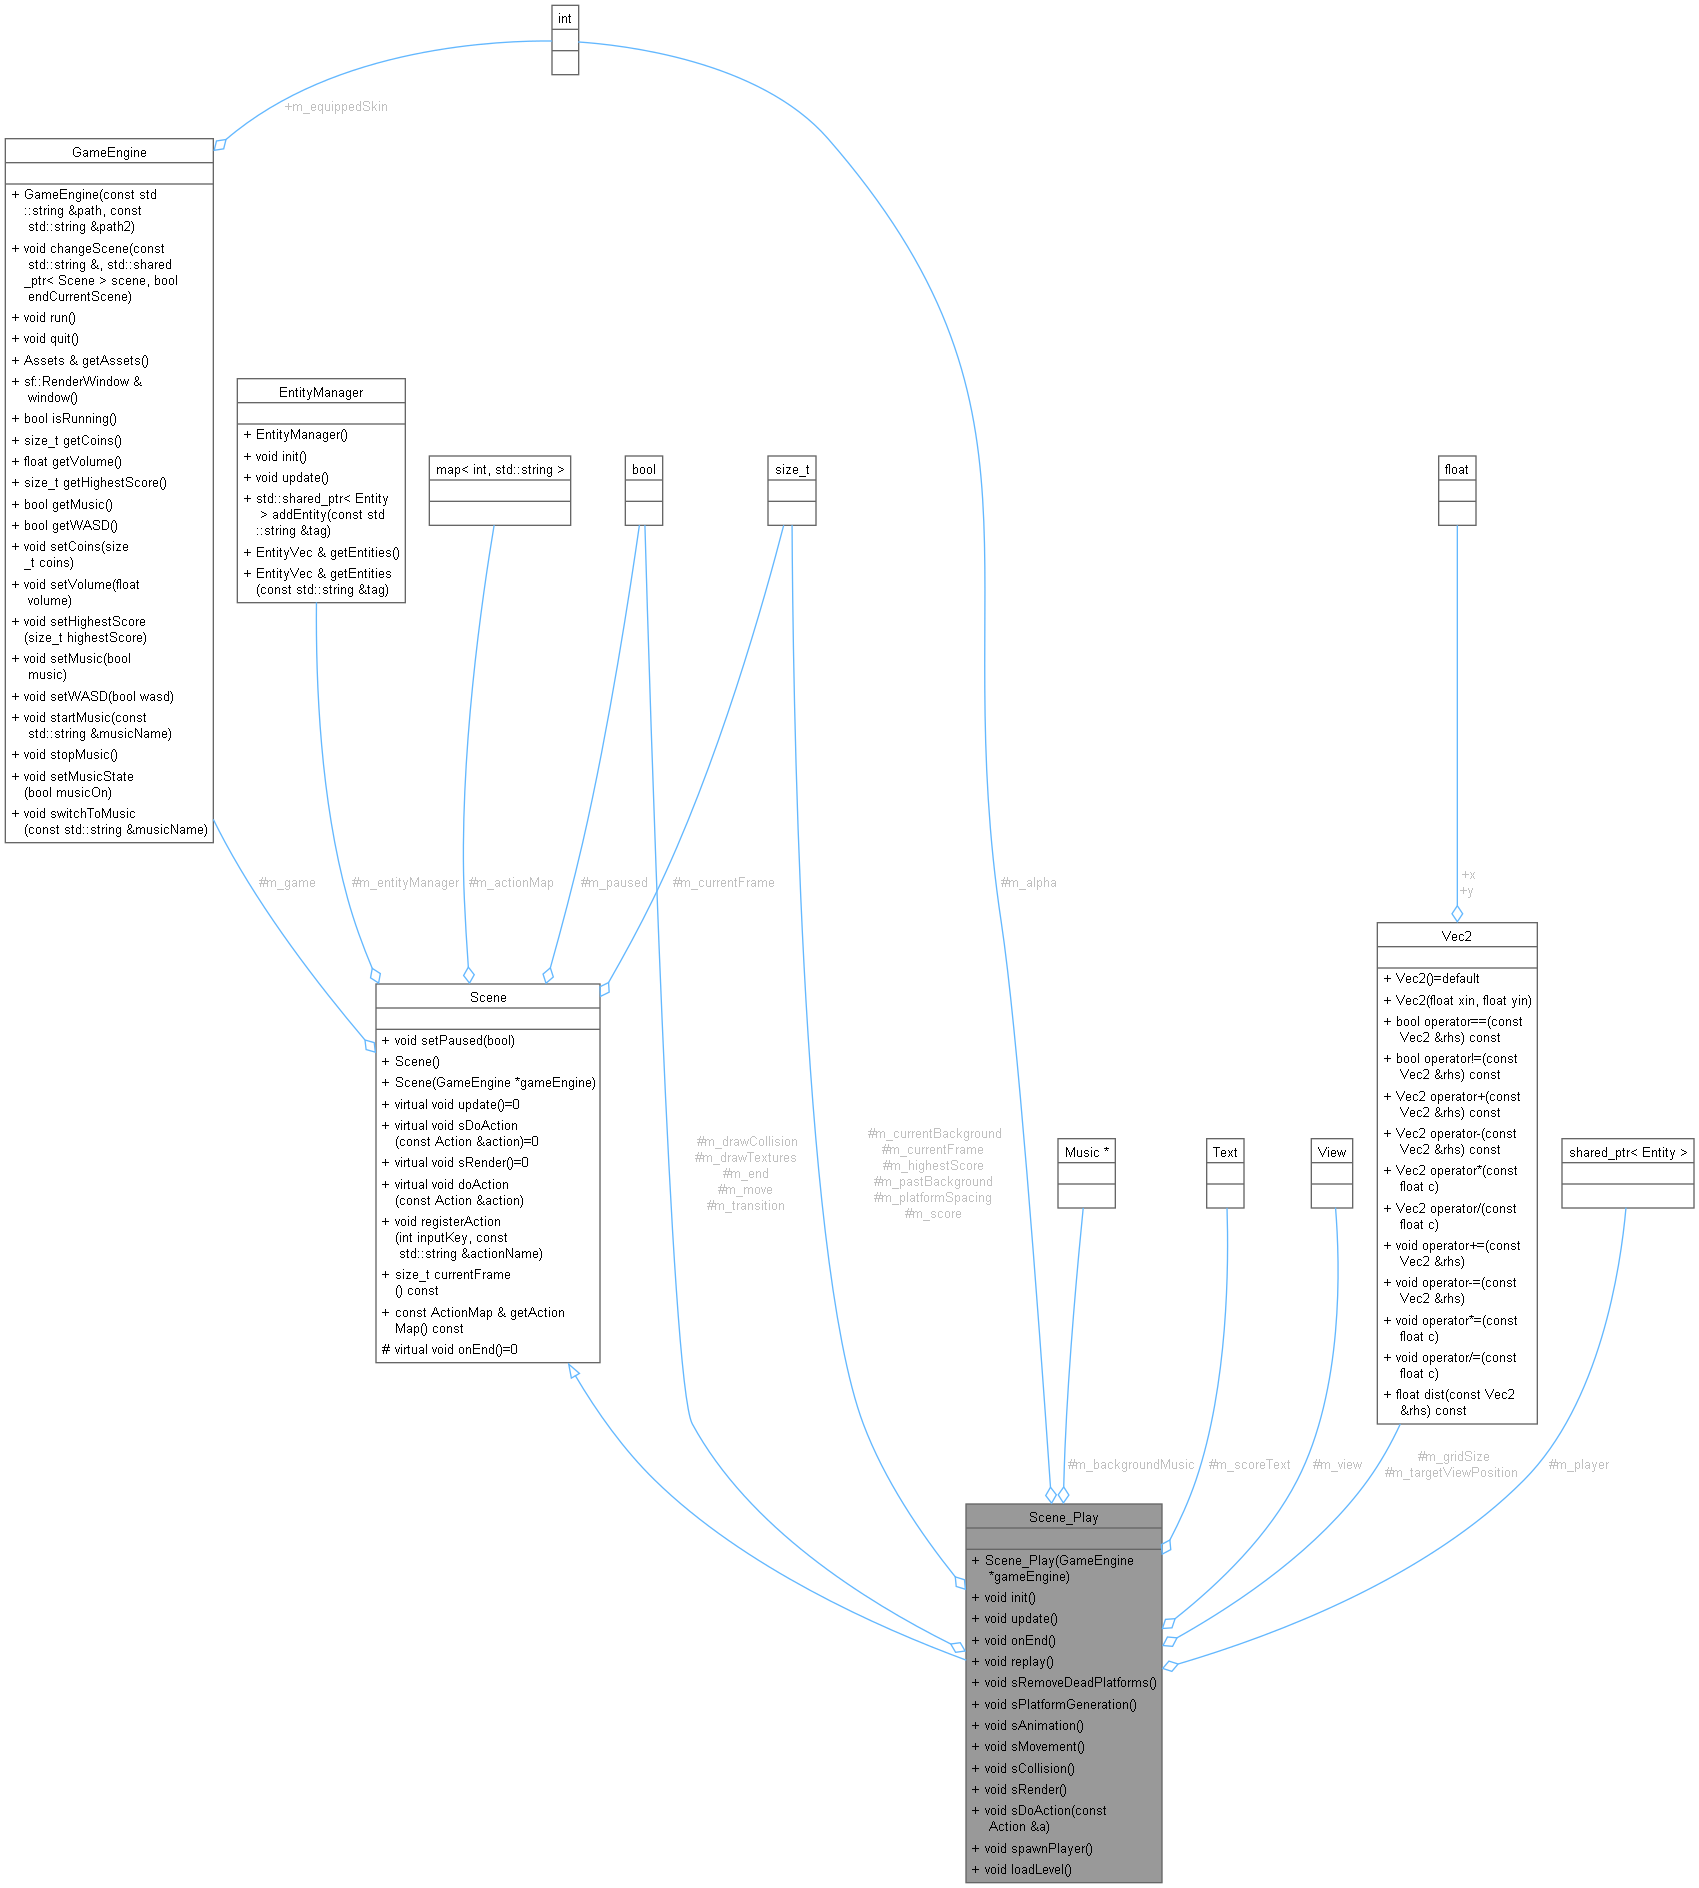 int
+m_equippedSkin
GameEngine
+ GameEngine(const std
::string &path, const
std::string &path2)
+ void changeScene(const
std::string &, std::shared
_ptr< Scene > scene, bool
endCurrentScene)
+ void run()
+ void quit()
+ Assets & getAssets()
+ sf::RenderWindow &
window()
+ bool isRunning()
+ size_t getCoins()
+ float getVolume()
+ size_t getHighestScore()
+ bool getMusic()
+ bool getWASD()
+ void setCoins(size
_t coins)
+ void setVolume(float
volume)
+ void setHighestScore
(size_t highestScore)
+ void setMusic(bool
music)
+ void setWASD(bool wasd)
+ void startMusic(const
std::string &musicName)
+ void stopMusic()
+ void setMusicState
(bool musicOn)
+ void switchToMusic
(const std::string &musicName)
EntityManager
+ EntityManager()
+ void init()
+ void update()
+ std::shared_ptr< Entity
> addEntity(const std
::string &tag)
+ EntityVec & getEntities()
+ EntityVec & getEntities
(const std::string &tag)
map< int, std::string >
bool
size_t
float
#m_game
#m_entityManager
#m_actionMap
#m_paused
#m_currentFrame
#m_alpha
+x
+y
Scene
+ void setPaused(bool)
+ Scene()
+ Scene(GameEngine *gameEngine)
+ virtual void update()=0
+ virtual void sDoAction
(const Action &action)=0
+ virtual void sRender()=0
+ virtual void doAction
(const Action &action)
+ void registerAction
(int inputKey, const
std::string &actionName)
+ size_t currentFrame
() const
+ const ActionMap & getAction
Map() const
# virtual void onEnd()=0
#m_drawCollision
#m_drawTextures
#m_end
#m_move
#m_transition
#m_currentBackground
#m_currentFrame
#m_highestScore
#m_pastBackground
#m_platformSpacing
#m_score
Music *
Text
View
Vec2
+ Vec2()=default
+ Vec2(float xin, float yin)
+ bool operator==(const
Vec2 &rhs) const
+ bool operator!=(const
Vec2 &rhs) const
+ Vec2 operator+(const
Vec2 &rhs) const
+ Vec2 operator-(const
Vec2 &rhs) const
+ Vec2 operator*(const
float c)
+ Vec2 operator/(const
float c)
+ void operator+=(const
Vec2 &rhs)
+ void operator-=(const
Vec2 &rhs)
+ void operator*=(const
float c)
+ void operator/=(const
float c)
+ float dist(const Vec2
&rhs) const
shared_ptr< Entity >
#m_backgroundMusic
#m_scoreText
#m_view
#m_gridSize
#m_targetViewPosition
#m_player
Scene_Play
+ Scene_Play(GameEngine
*gameEngine)
+ void init()
+ void update()
+ void onEnd()
+ void replay()
+ void sRemoveDeadPlatforms()
+ void sPlatformGeneration()
+ void sAnimation()
+ void sMovement()
+ void sCollision()
+ void sRender()
+ void sDoAction(const
Action &a)
+ void spawnPlayer()
+ void loadLevel()